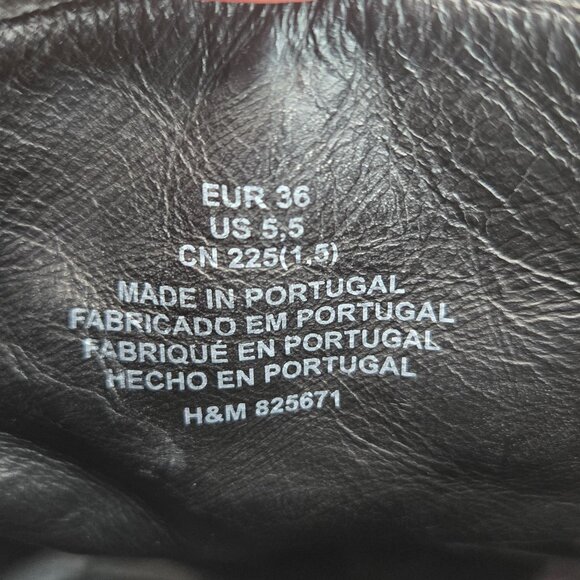 EUR 36
US 5,5
CN 225(1,5)
MADE IN PORTUGAL
FABRICADO EM PORTUGAL
FABRIQUÉ EN PORTUGAL
HECHO EN PORTUGAL
H&M 825671